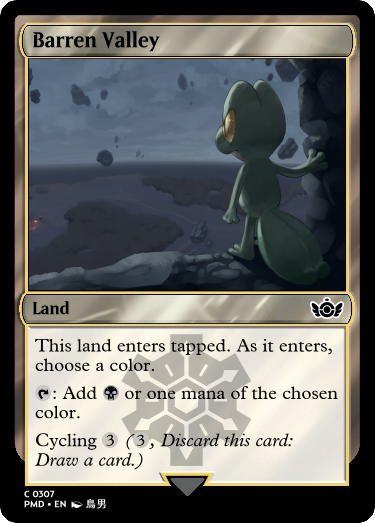 Barren Valley
Land
This land enters tapped. As it enters,
choose a color.
: Add or one mana of the chosen
color.
Cycling 3 (3, Discard this card:
Draw a card.)
C 0307
PMD • EN 鳥男